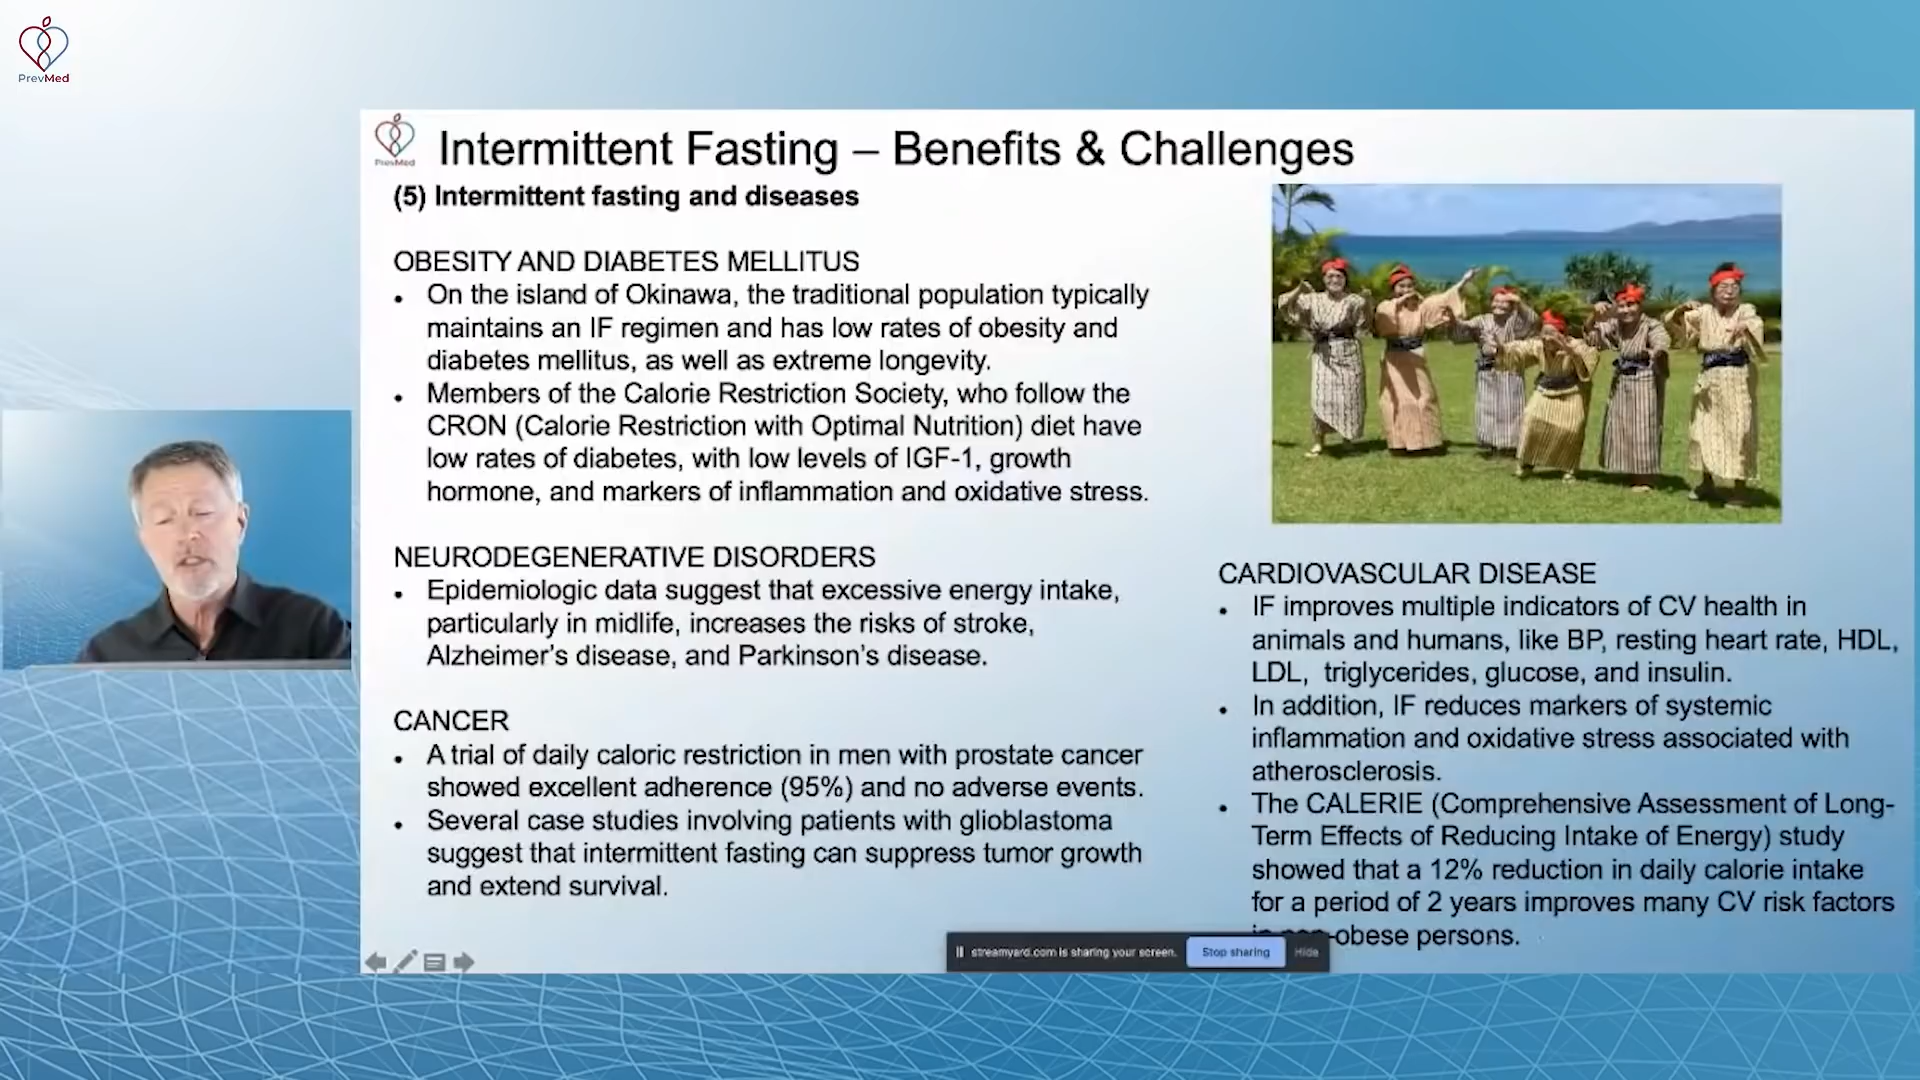 PrevMed
PrevMed
Intermittent Fasting – Benefits & Challenges
(5) Intermittent fasting and diseases
OBESITY AND DIABETES MELLITUS
• On the island of Okinawa, the traditional population typically
maintains an IF regimen and has low rates of obesity and
diabetes mellitus, as well as extreme longevity.
• Members of the Calorie Restriction Society, who follow the
CRON (Calorie Restriction with Optimal Nutrition) diet have
low rates of diabetes, with low levels of IGF-1, growth
hormone, and markers of inflammation and oxidative stress.
NEURODEGENERATIVE DISORDERS
• Epidemiologic data suggest that excessive energy intake,
particularly in midlife, increases the risks of stroke,
Alzheimer's disease, and Parkinson's disease.
CANCER
• A trial of daily caloric restriction in men with prostate cancer
showed excellent adherence (95%) and no adverse events.
• Several case studies involving patients with glioblastoma
suggest that intermittent fasting can suppress tumor growth
and extend survival.
CARDIOVASCULAR DISEASE
• IF improves multiple indicators of CV health in
animals and humans, like BP, resting heart rate, HDL,
LDL, triglycerides, glucose, and insulin.
• In addition, IF reduces markers of systemic
inflammation and oxidative stress associated with
atherosclerosis.
• The CALERIE (Comprehensive Assessment of Long-
Term Effects of Reducing Intake of Energy) study
showed that a 12% reduction in daily calorie intake
for a period of 2 years improves many CV risk factors
-obese persons.
streamyard.com is sharing your screen. Stop sharing Hide